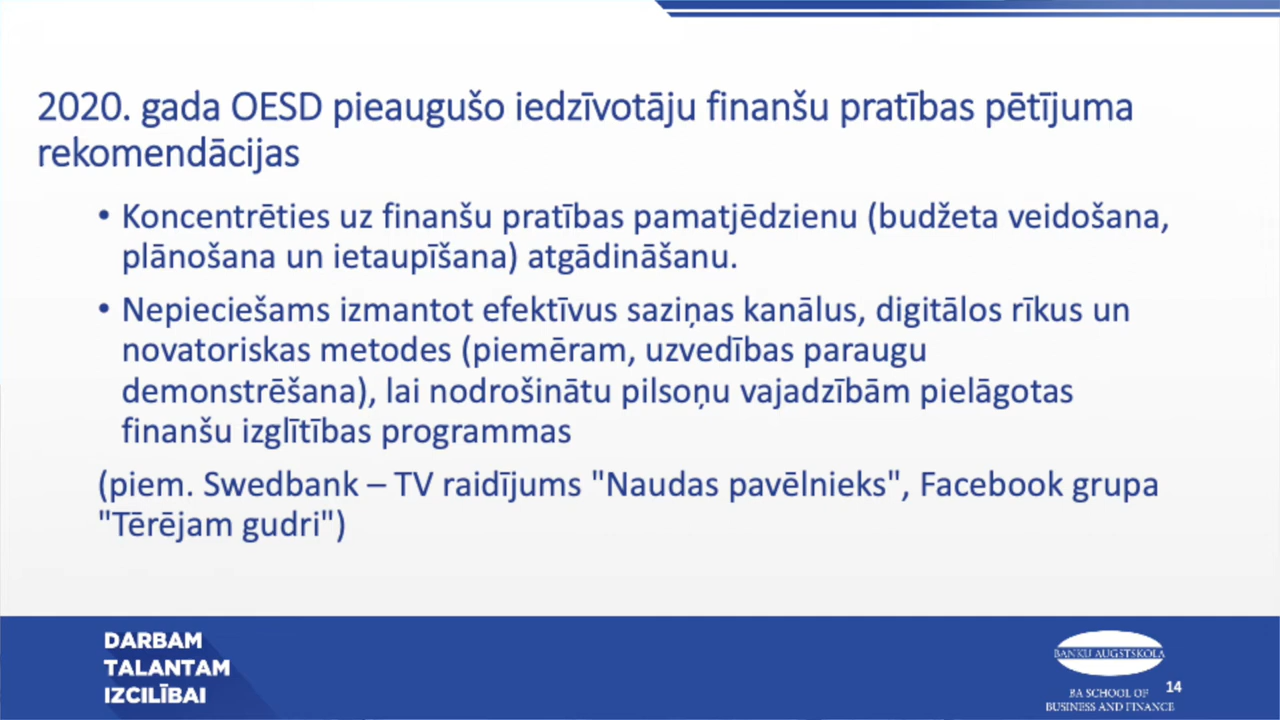 2020. gada OESD pieaugušo iedzīvotāju finanšu pratības pētījuma
rekomendācijas
• Koncentrēties uz finanšu pratības pamatjēdzienu (budžeta veidošana,
plānošana un ietaupīšana) atgādināšanu.
• Nepieciešams izmantot efektīvus saziņas kanālus, digitālos rīkus un
novatoriskas metodes (piemēram, uzvedības paraugu
demonstrēšana), lai nodrošinātu pilsoņu vajadzībām pielāgotas
finanšu izglītības programmas
(piem. Swedbank – TV raidījums "Naudas pavēlnieks", Facebook grupa
"Tērējam gudri")
DARBAM
TALANTAM
IZCILĪBAI
BANKU AUGSTSKOLA
BA SCHOOL OF
BUSINESS AND FINANCE
14